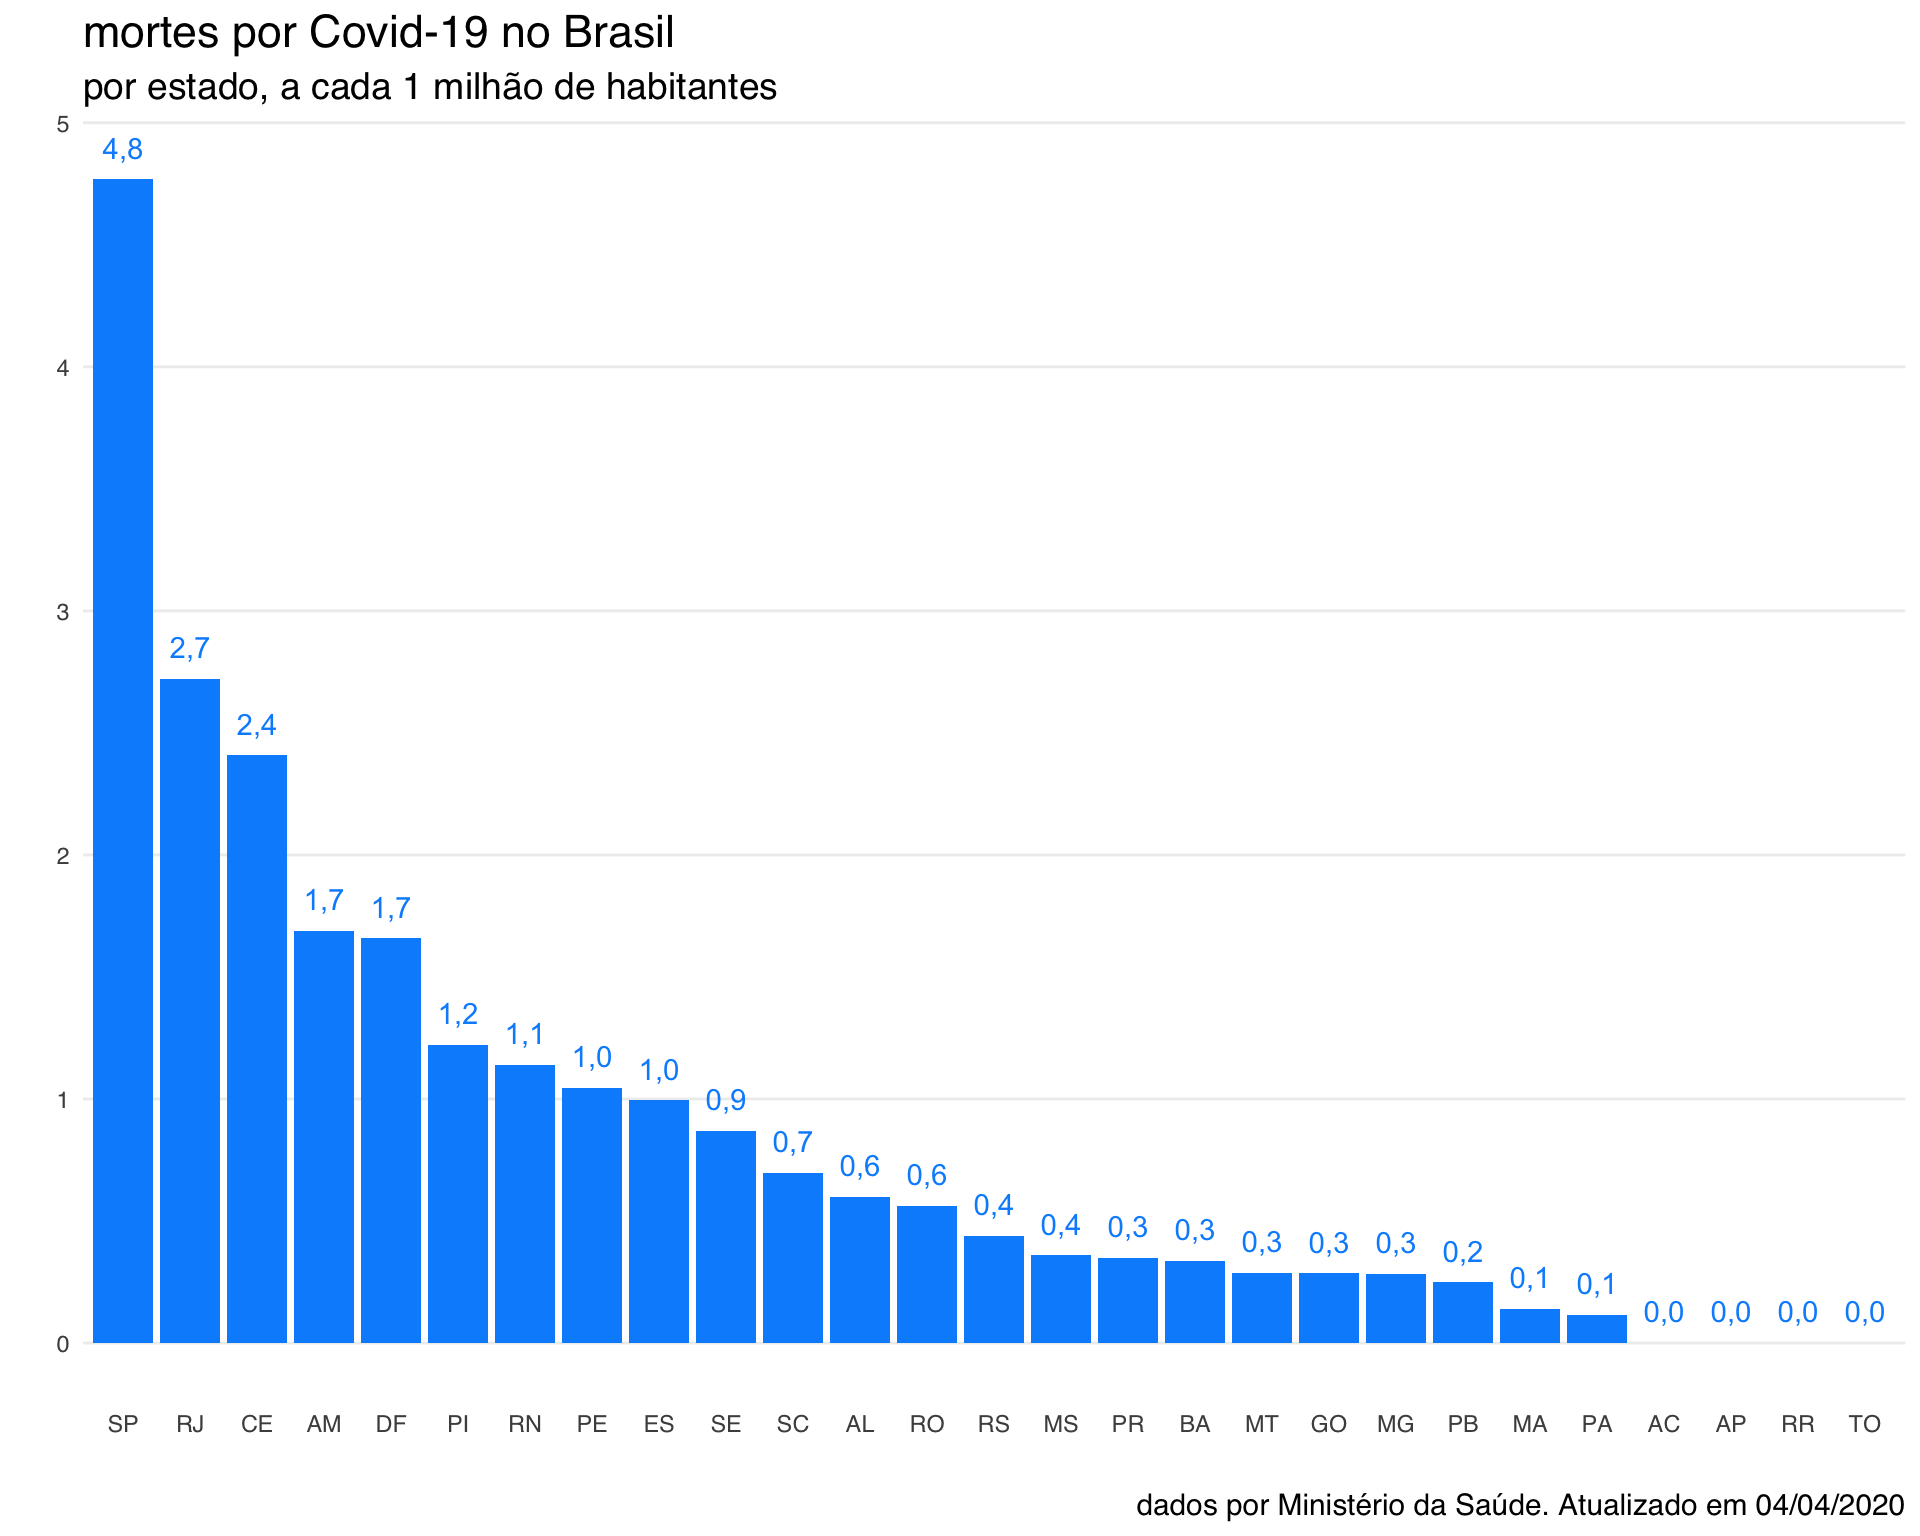 mortes por Covid-19 no Brasil
por estado, a cada 1 milhão de habitantes
5
4,8
4
3
2,7
2,4
2
1,7 1,7
1,2 1,1 1,0 1,0
1
0,9 0,7 0,6 0,6 0,4 0,4 0,3 0,3 0,3 0,3 0,3 0,2 0,1 0,1 0,0 0,0 0,0 0,0
0
SP RJ CE AM DF PI RN PE ES SE SC AL RO RS MS PR BA MT GO MG PB MA PA AC AP RR TO
dados por Ministério da Saúde. Atualizado em 04/04/2020